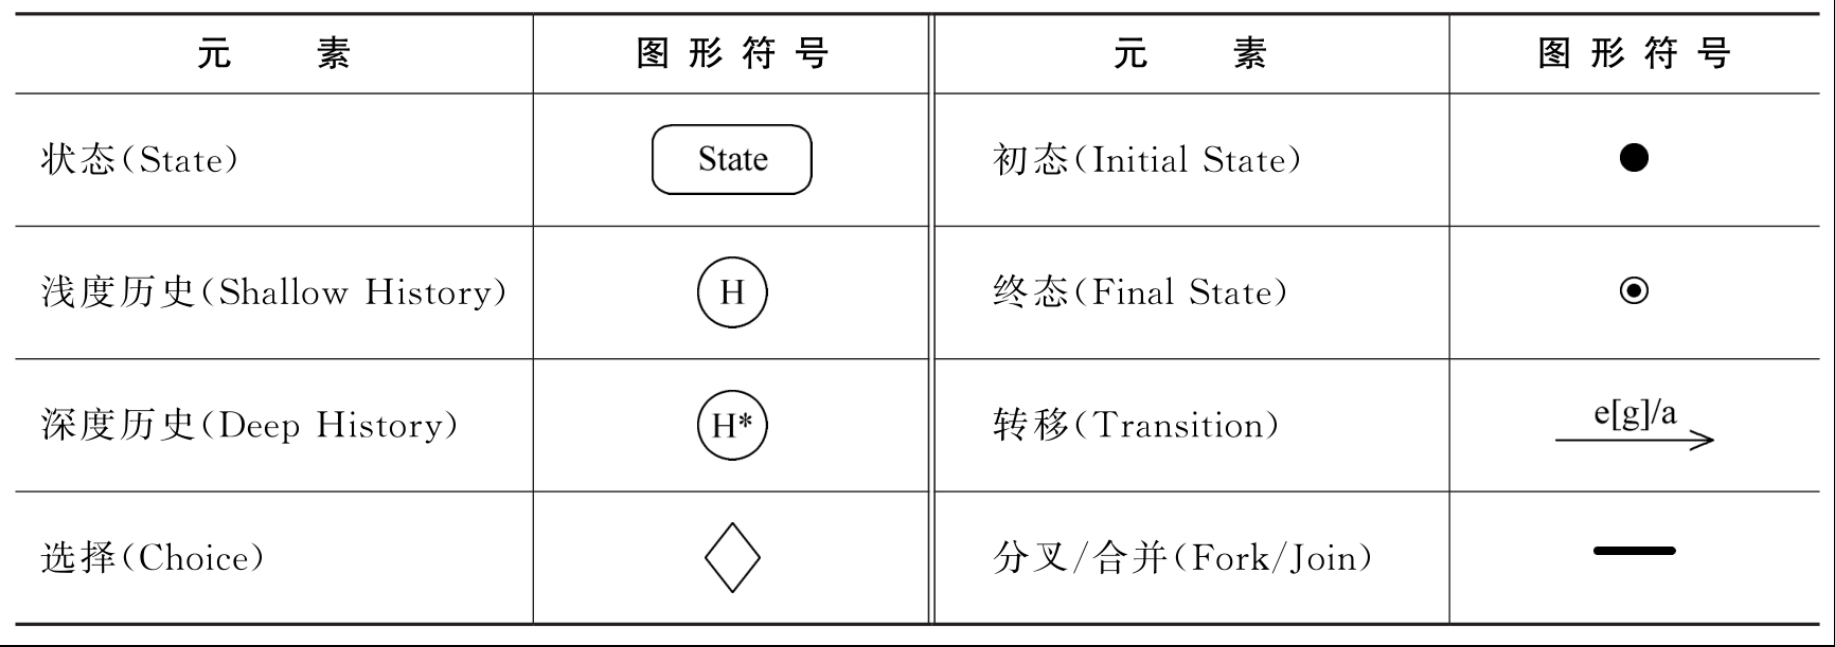 元 素 图形符号 元 素 图形符号
状态(State) State 初态(Initial State)
浅度历史(Shallow History) H 终态(Final State)
深度历史(Deep History) H* 转移(Transition) e[g]/a
选择(Choice) 分叉/合并(Fork/Join)